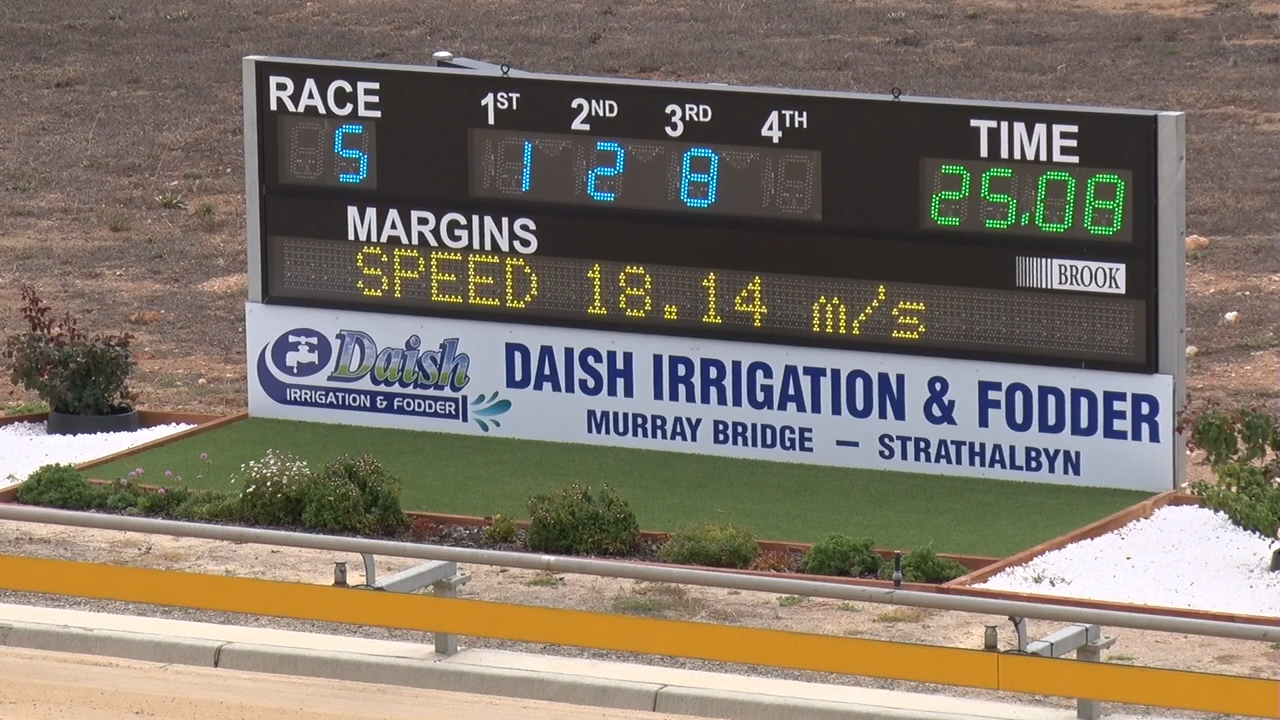 RACE 1ST 2ND 3RD 4TH TIME
5 1 2 8 25.08
MARGINS
BROOK
SPEED 18.14 m/s
Daish
IRRIGATION & FODDER
DAISH IRRIGATION & FODDER
MURRAY BRIDGE — STRATHALBYN